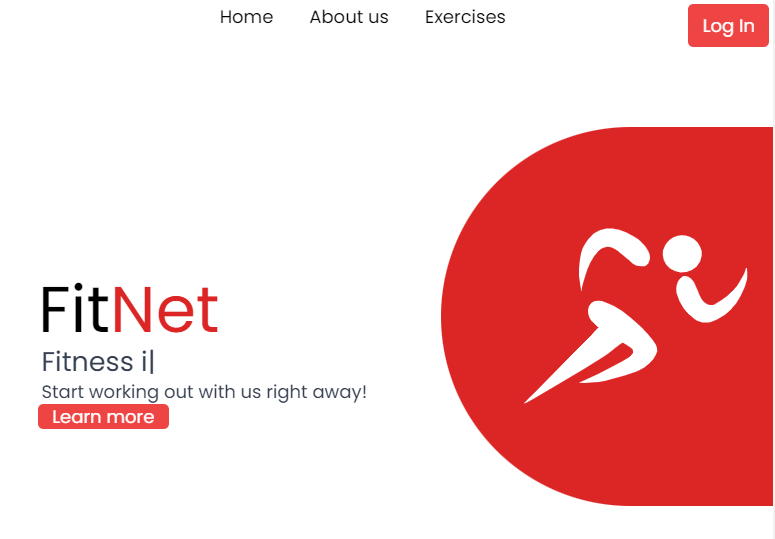 Home About us Exercises Log In
FitNet
Fitness i|
Start working out with us right away!
Learn more